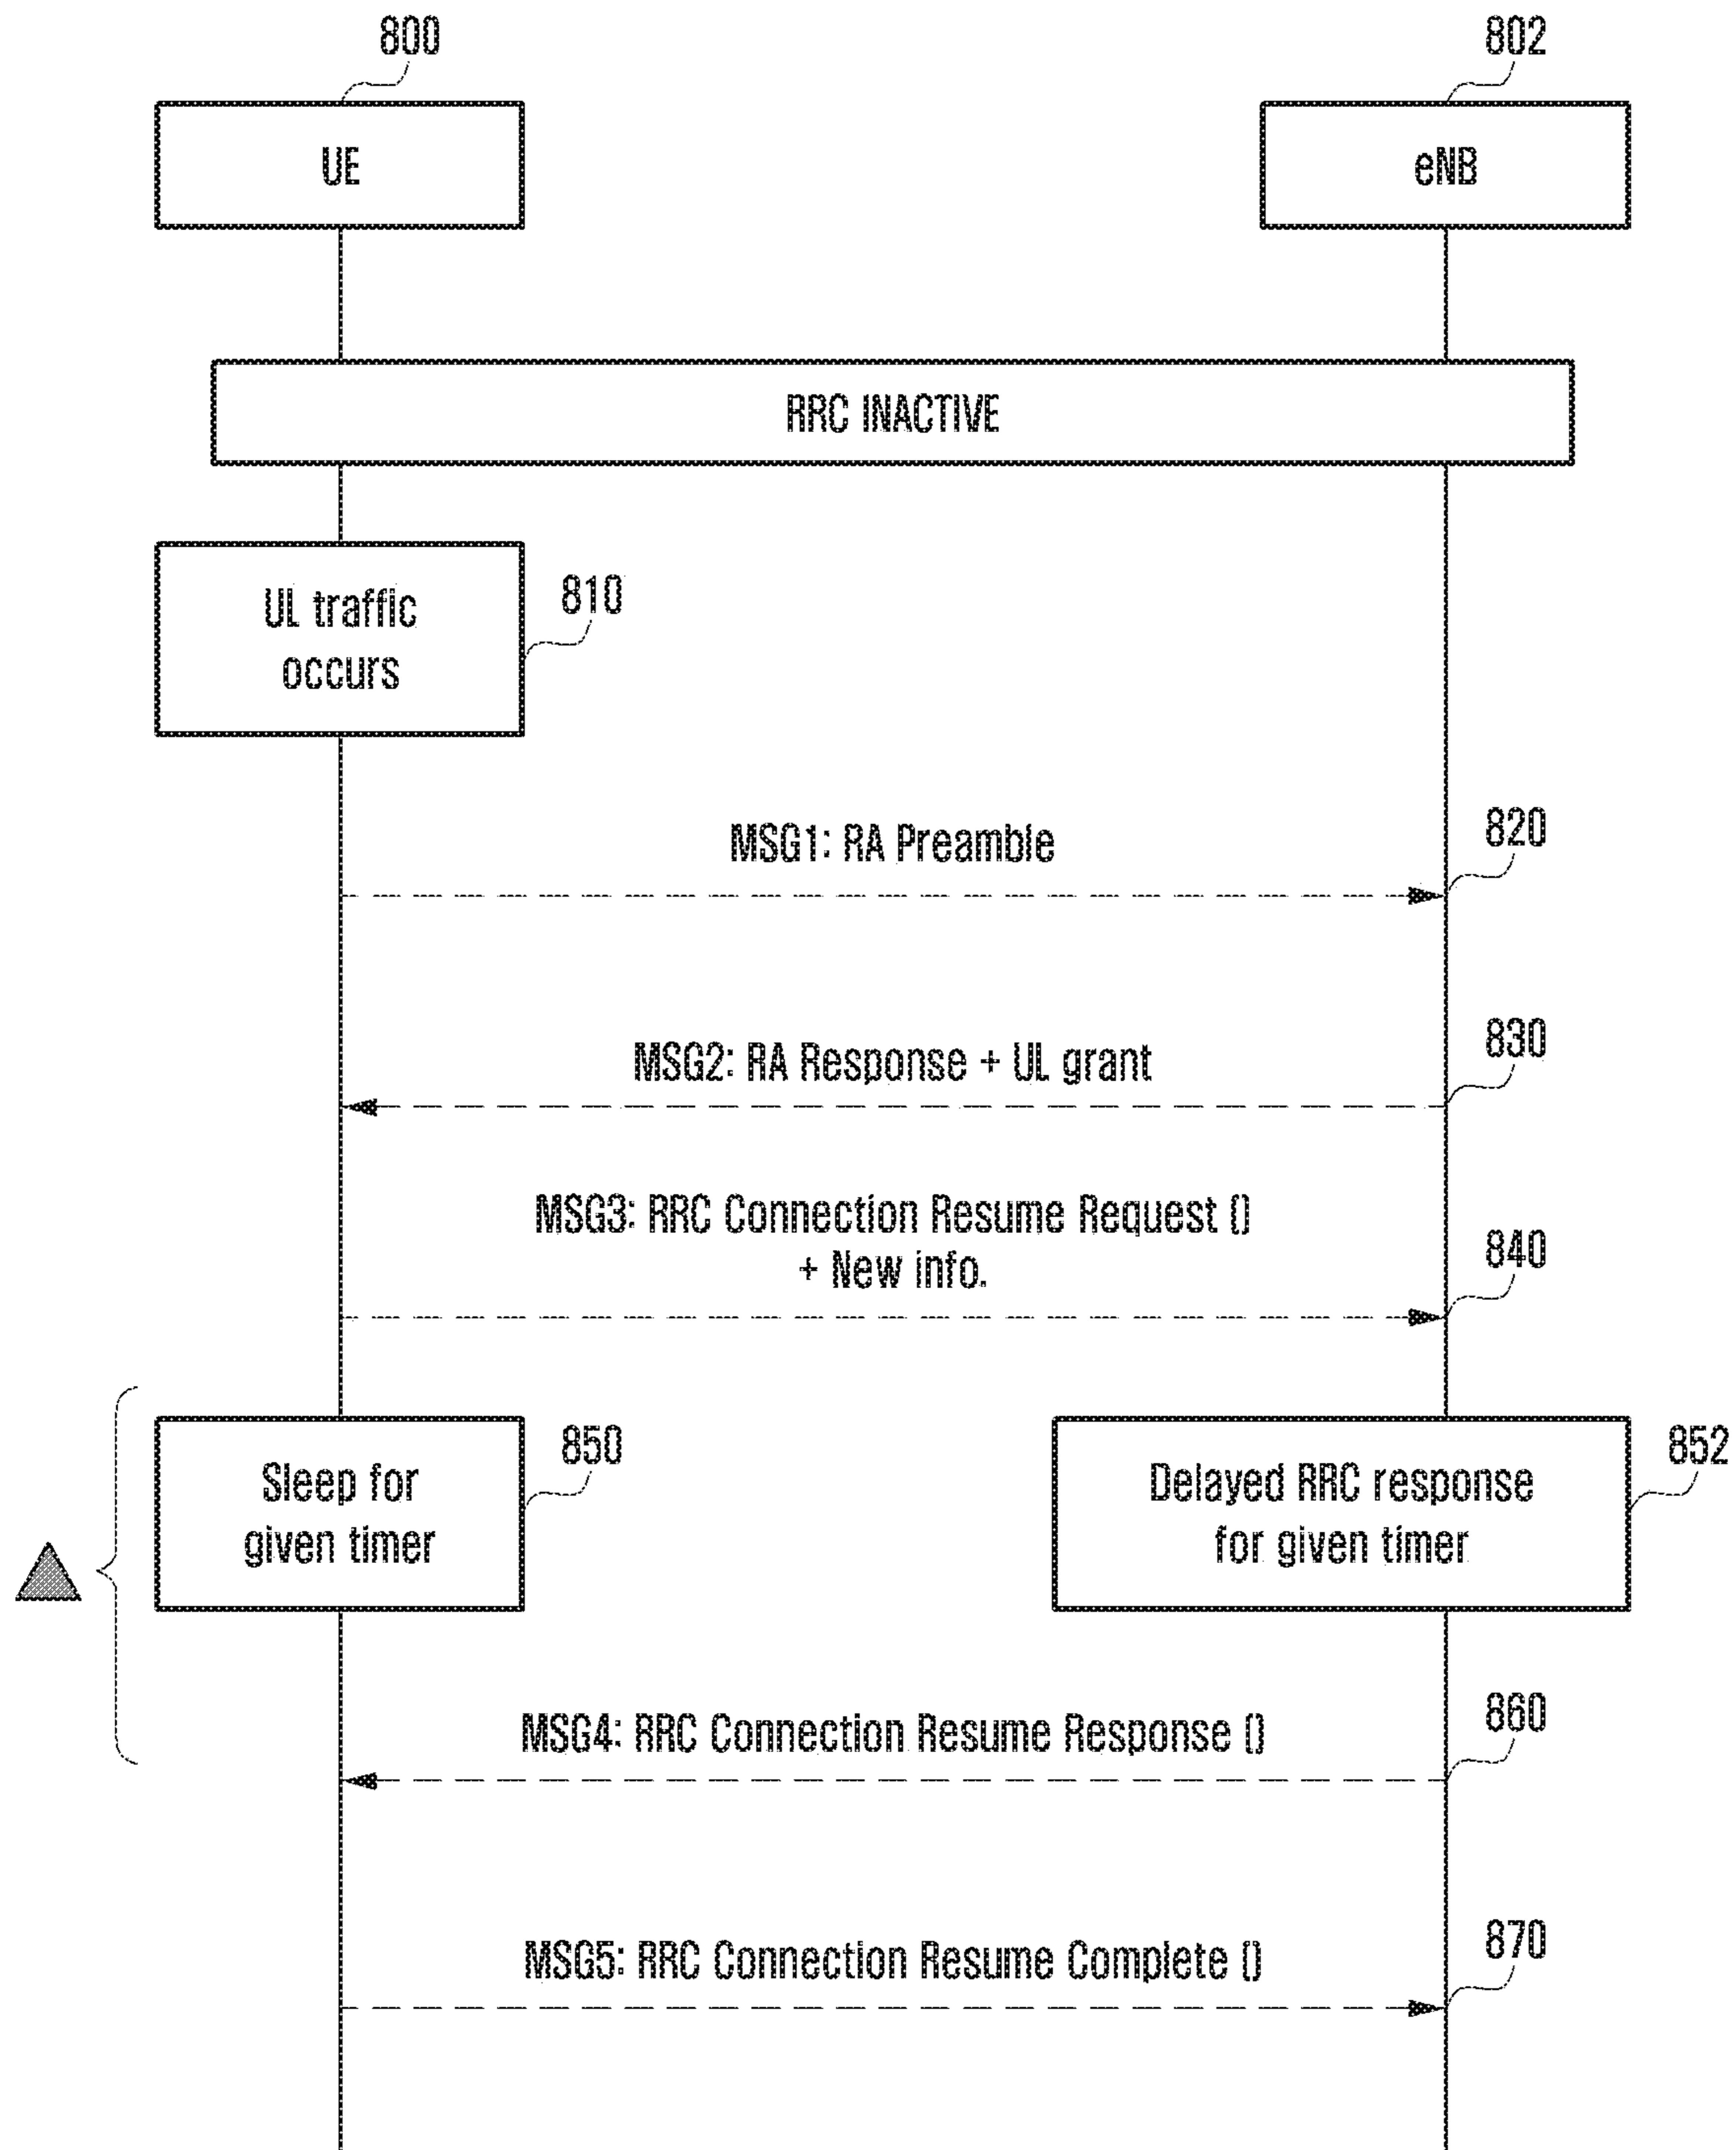 800
802
UE
eNB
RRC INACTIVE
UL traffic
occurs
810
MSG1: RA Preamble
820
MSG2: RA Response + UL grant
830
MSG3: RRC Connection Resume Request ()
+ New info.
840
Sleep for
given timer
850
Delayed RRC response
for given timer
852
MSG4: RRC Connection Resume Response ()
860
MSG5: RRC Connection Resume Complete ()
870